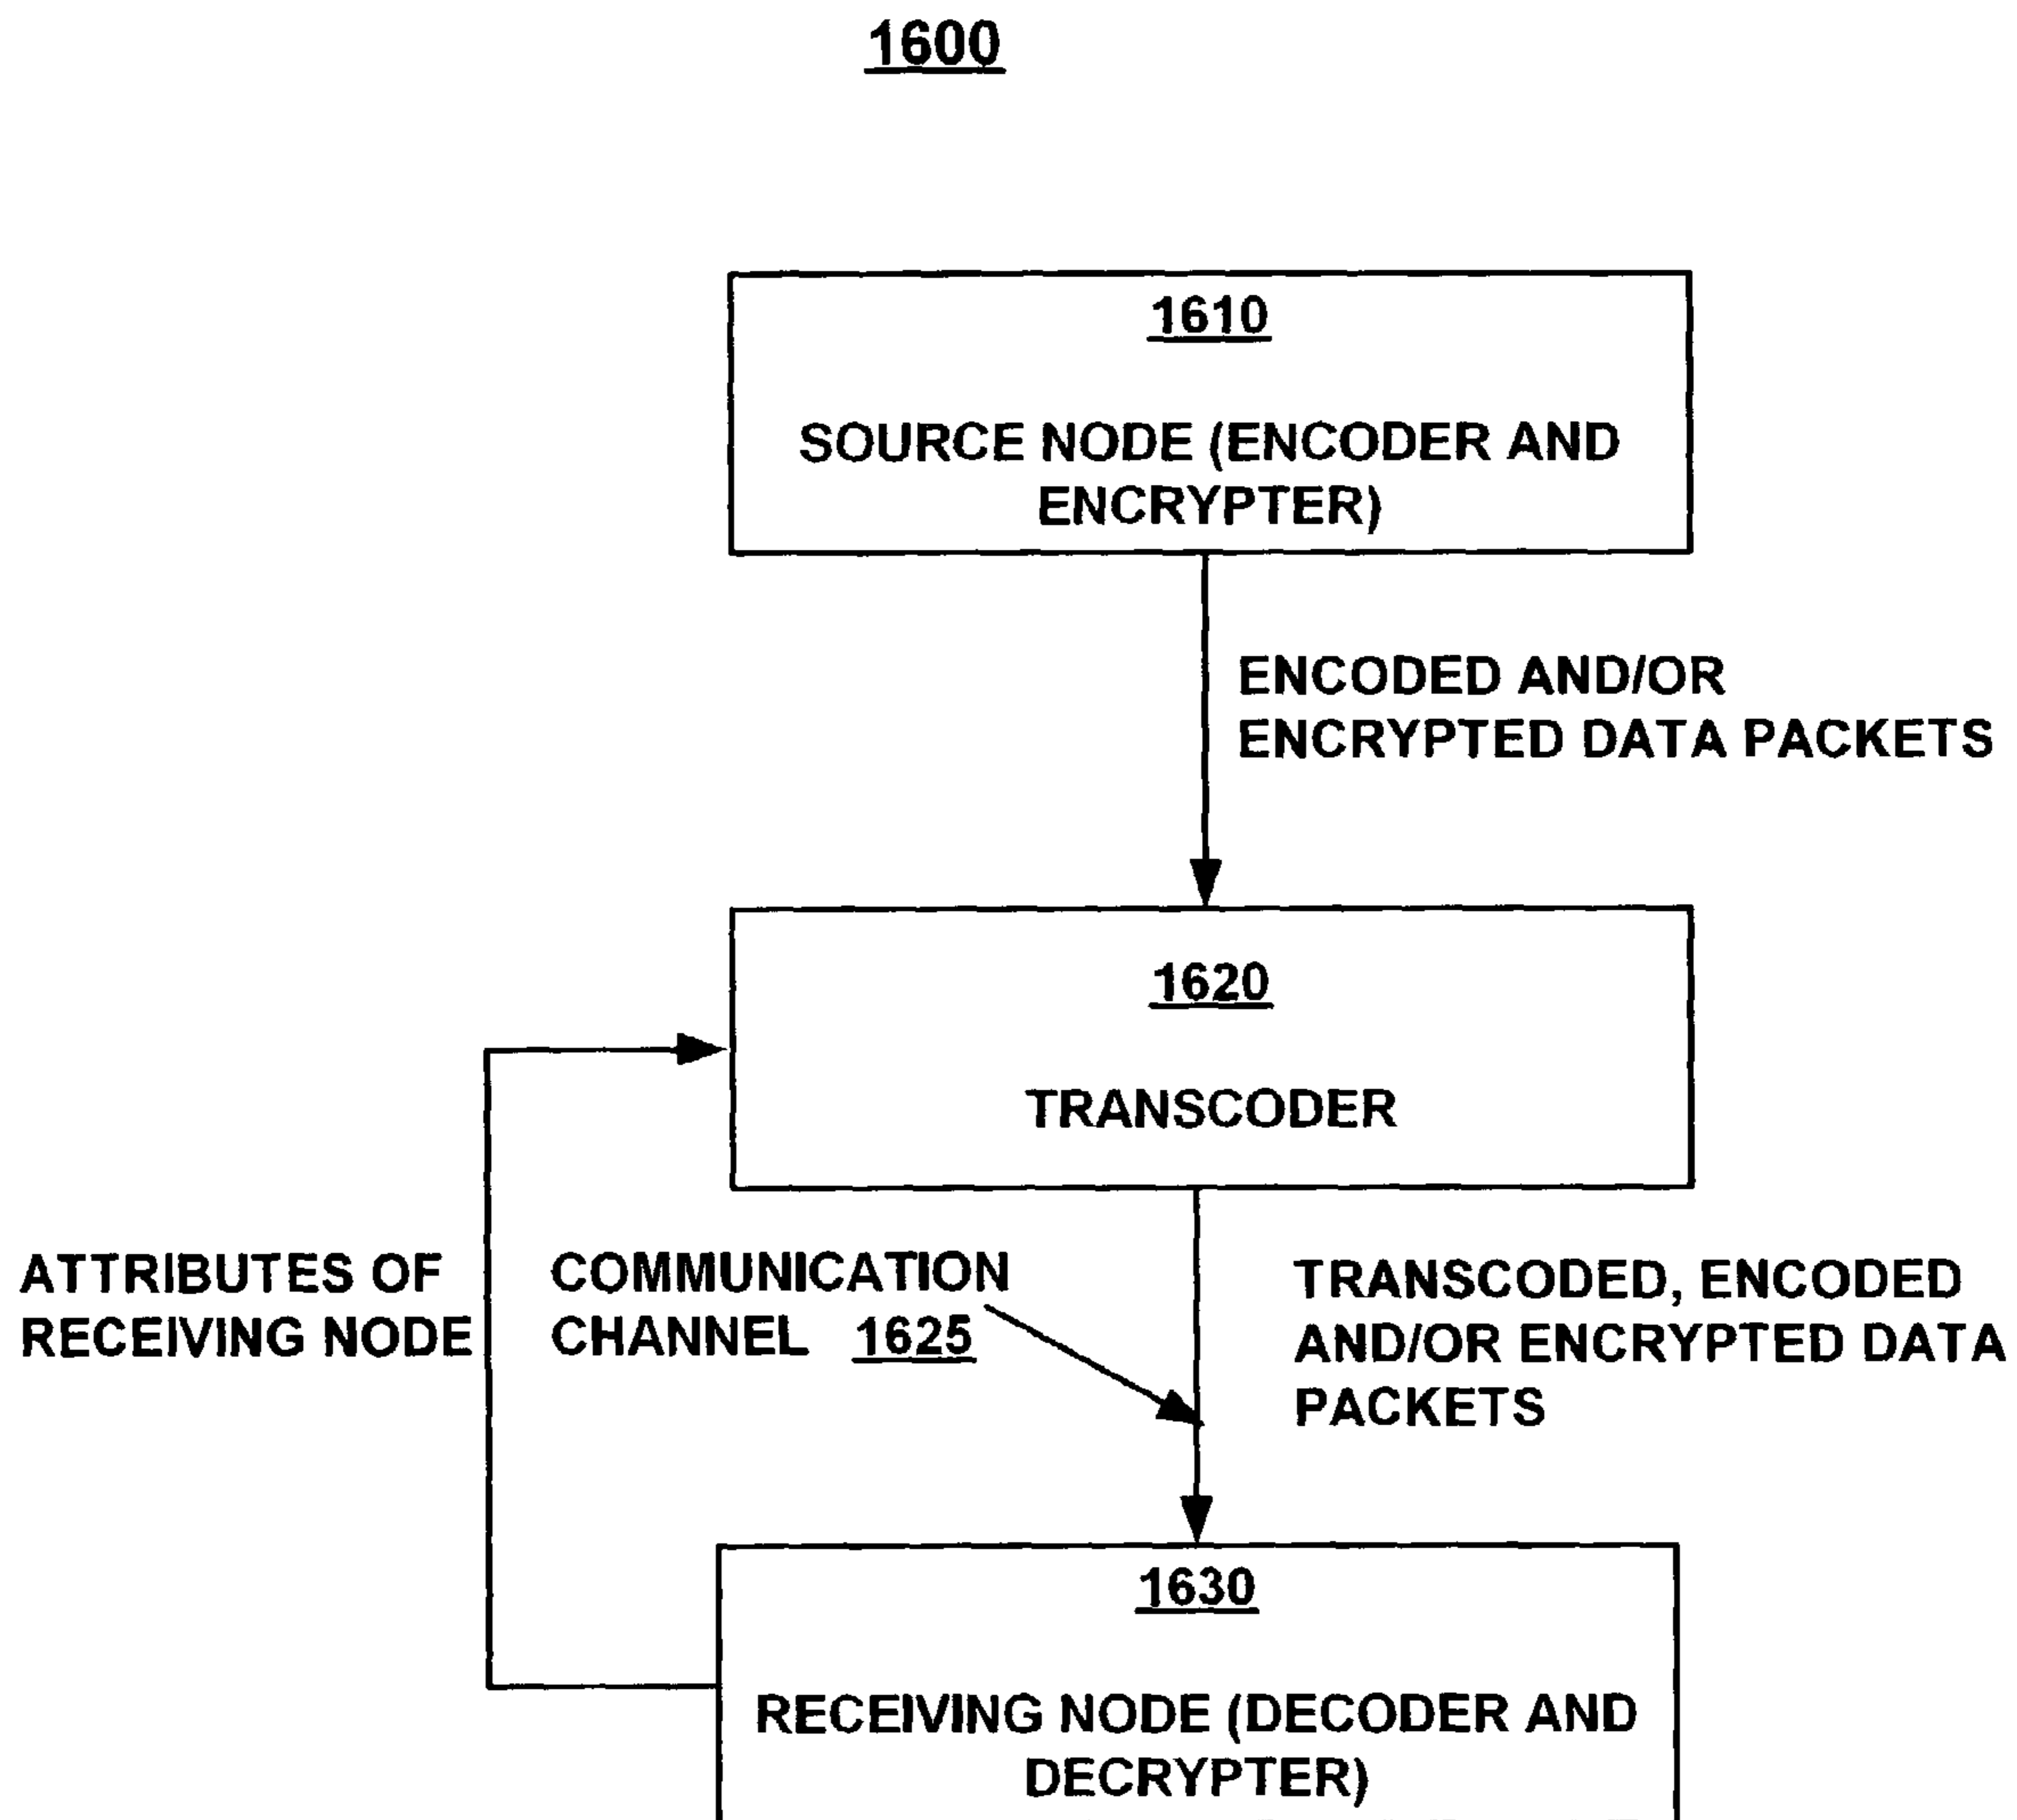 1600
1610
SOURCE NODE (ENCODER AND
ENCRYPTER)
ENCODED AND/OR
ENCRYPTED DATA PACKETS
1620
TRANSCODER
ATTRIBUTES OF
RECEIVING NODE
COMMUNICATION
CHANNEL 1625
TRANSCODED, ENCODED
AND/OR ENCRYPTED DATA
PACKETS
1630
RECEIVING NODE (DECODER AND
DECRYPTER)